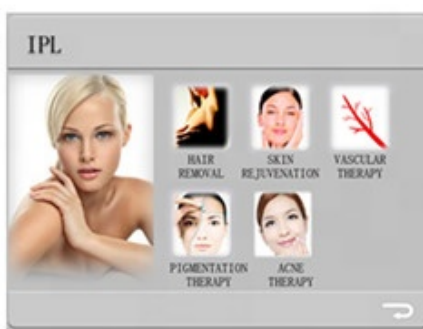 IPL
HAIR
REMOVAL
SKIN
REJUVENATION
VASCULAR
THERAPY
PIGMENTATION
THERAPY
ACNE
THERAPY